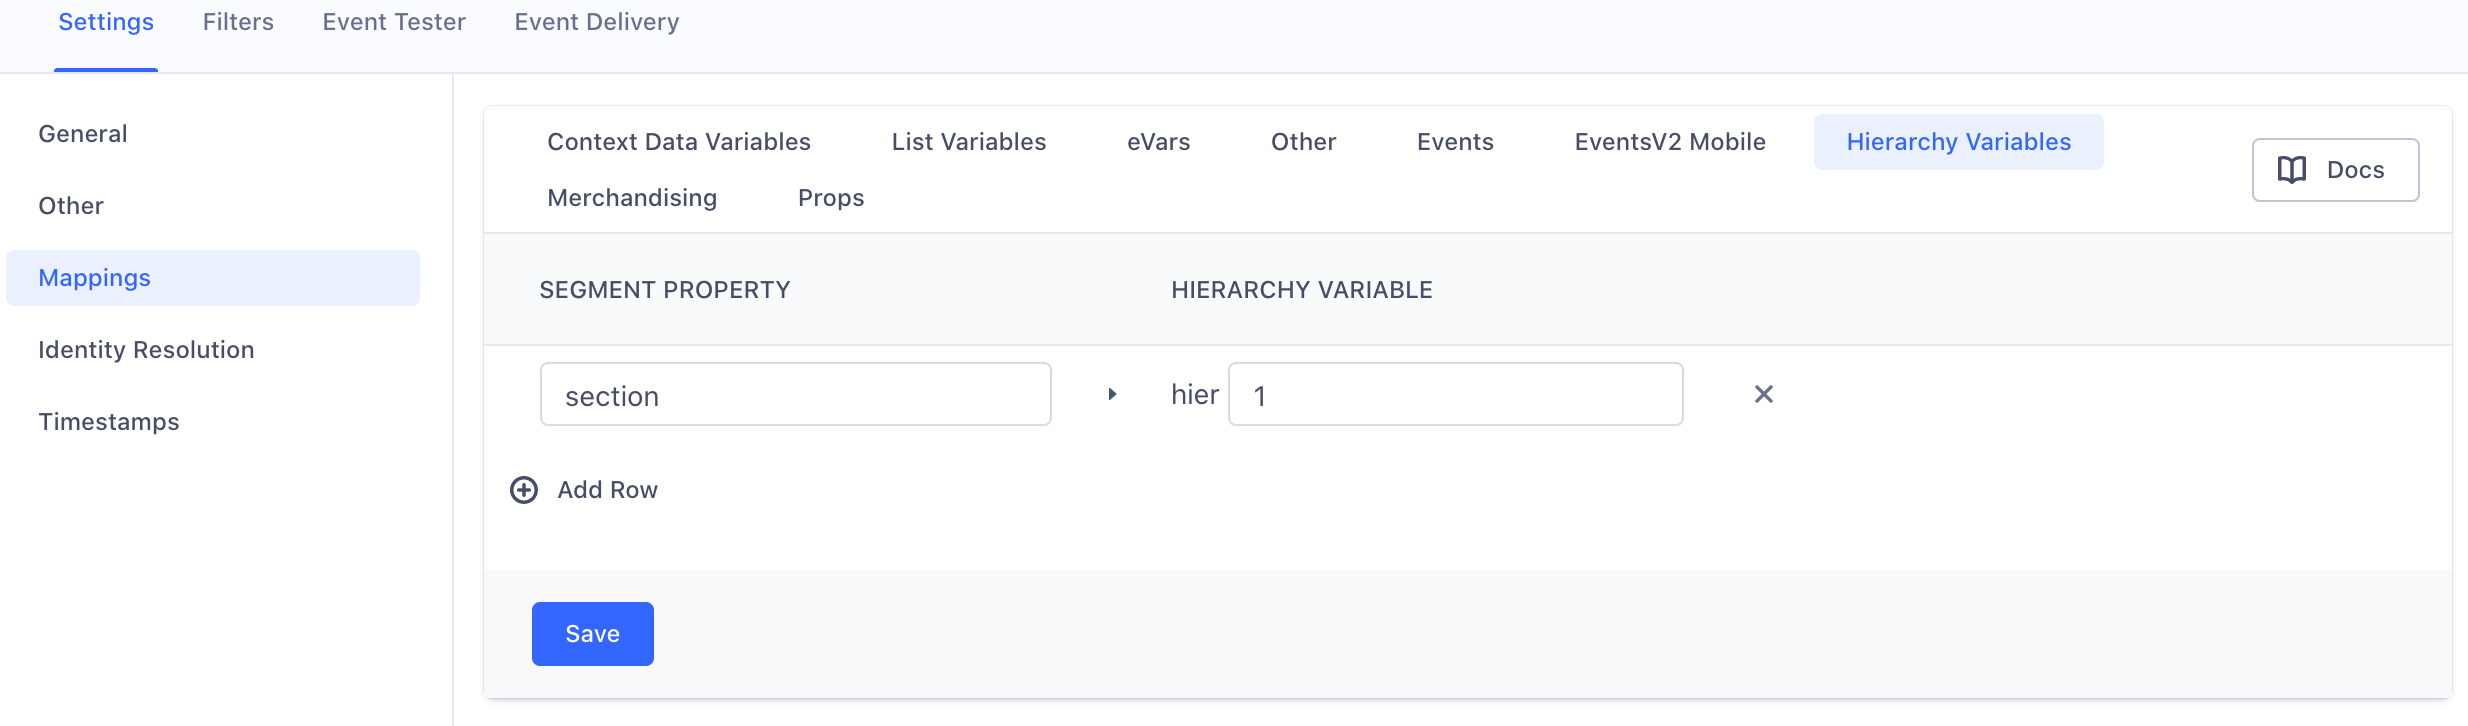 Settings Filters Event Tester Event Delivery
General
Other
Mappings
Identity Resolution
Timestamps
Context Data Variables List Variables eVars Other Events EventsV2 Mobile Hierarchy Variables
Merchandising Props
Docs
SEGMENT PROPERTY HIERARCHY VARIABLE
section hier 1
Add Row
Save